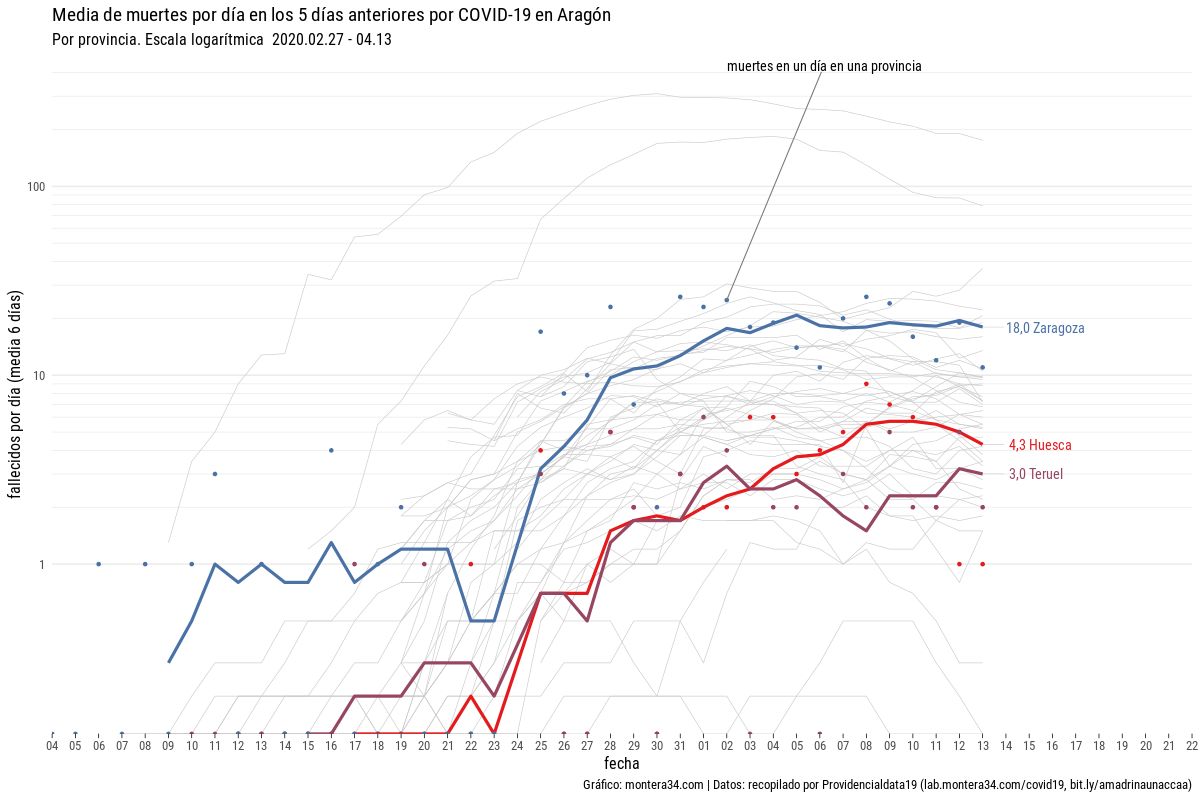 Media de muertes por día en los 5 días anteriores por COVID-19 en Aragón
Por provincia. Escala logarítmica  2020.02.27 - 04.13
muertes en un día en una provincia
fallecidos por día (media 6 días)
100
10
1
18,0 Zaragoza
4,3 Huesca
3,0 Teruel
04 05 06 07 08 09 10 11 12 13 14 15 16 17 18 19 20 21 22 23 24 25 26 27 28 29 30 31 01 02 03 04 05 06 07 08 09 10 11 12 13 14 15 16 17 18 19 20 21 22
fecha
Gráfico: montera34.com | Datos: recopilado por Providencialdata19 (lab.montera34.com/covid19, bit.ly/amadrinaunaccaa)